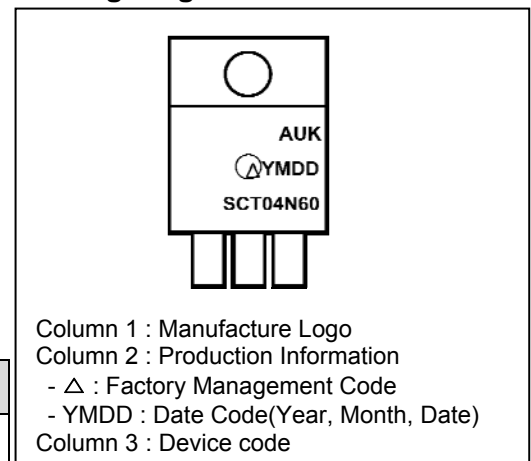 AUK
△YMDD
SCT04N60
Column 1 : Manufacture Logo
Column 2 : Production Information
- △ : Factory Management Code
- YMDD : Date Code(Year, Month, Date)
Column 3 : Device code